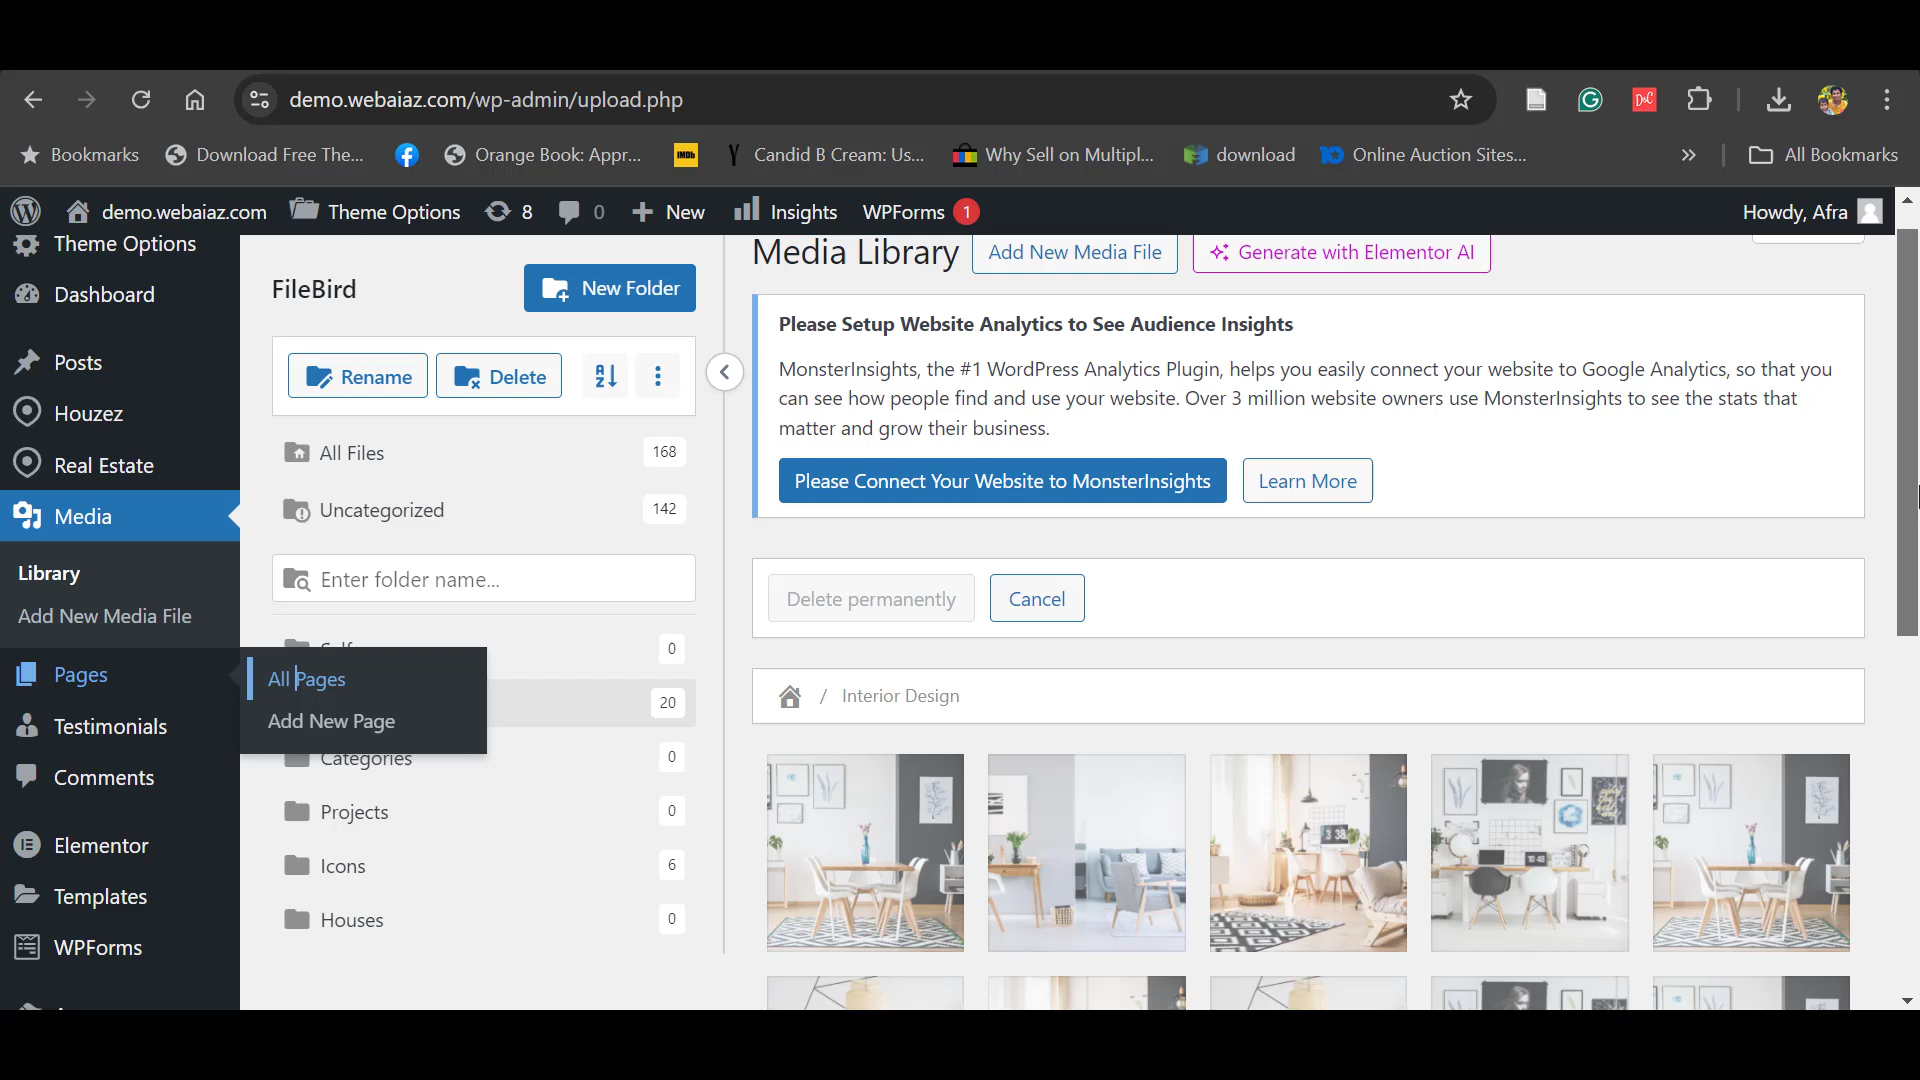 demo.webaiaz.com/wp-admin/upload.php
Bookmarks
Download Free The...
Orange Book: Appr...
IMDb
Candid B Cream: Us...
Why Sell on Multipl...
download
Online Auction Sites...
All Bookmarks
demo.webaiaz.com
Theme Options
8
0
New
Insights
WPForms
1
Howdy, Afra
Theme Options
Dashboard
Posts
Houzez
Real Estate
Media
Library
Add New Media File
Pages
All Pages
Add New Page
Testimonials
Comments
Elementor
Templates
WPForms
FileBird
New Folder
Rename
Delete
All Files
168
Uncategorized
142
Enter folder name...
0
20
Categories
0
Projects
0
Icons
6
Houses
0
Media Library
Add New Media File
Generate with Elementor AI
Please Setup Website Analytics to See Audience Insights
MonsterInsights, the #1 WordPress Analytics Plugin, helps you easily connect your website to Google Analytics, so that you
can see how people find and use your website. Over 3 million website owners use MonsterInsights to see the stats that
matter and grow their business.
Please Connect Your Website to MonsterInsights
Learn More
Delete permanently
Cancel
/ Interior Design